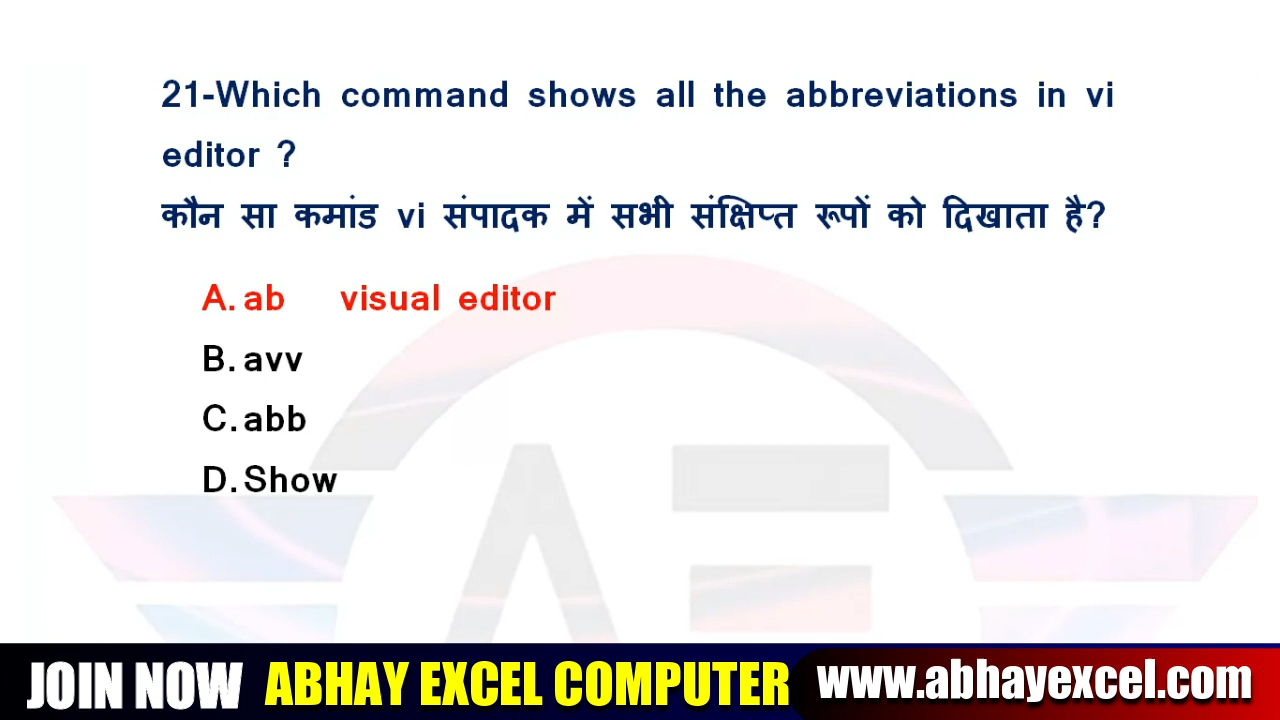 21-Which command shows all the abbreviations in vi
editor ?
कौन सा कमांड vi संपादक में सभी संक्षिप्त रूपों को दिखाता है?
A. ab visual editor
B. avv
C. abb
D. Show
JOIN NOW ABHAY EXCEL COMPUTER www.abhayexcel.com